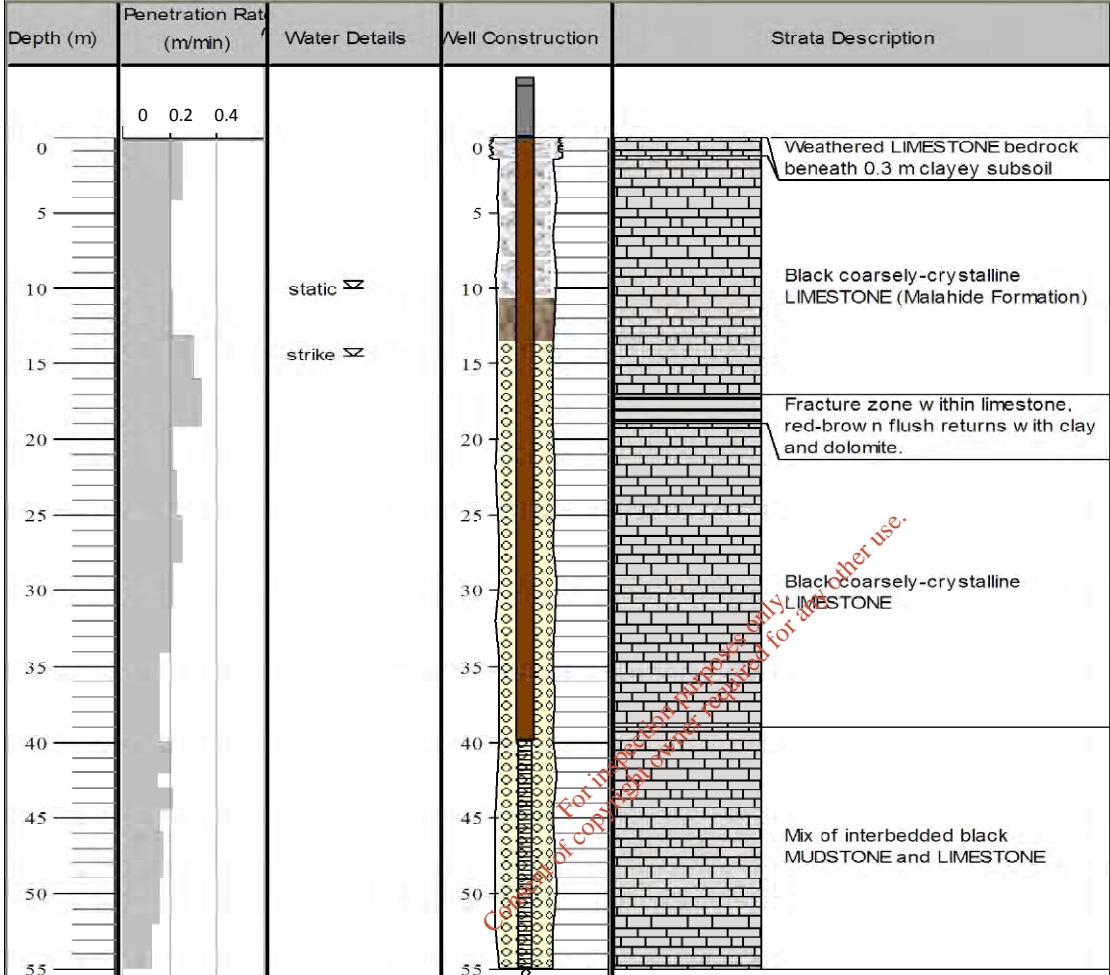 Depth (m)
Penetration Rate
(m/min)
Water Details
Well Construction
Strata Description
0 0.2 0.4
0
5
10
15
20
25
30
35
40
45
50
55
static
strike
0
5
10
15
20
25
30
35
40
45
50
55
Weathered LIMESTONE bedrock
beneath 0.3 m clayey subsoil
Black coarsely-crystalline
LIMESTONE (Malahide Formation)
Fracture zone within limestone,
red-brown flush returns with clay
and dolomite.
Black coarsely-crystalline
LIMESTONE
Mix of interbedded black
MUDSTONE and LIMESTONE
For inspection purposes only.
Consent of copyright owner required for any other use.